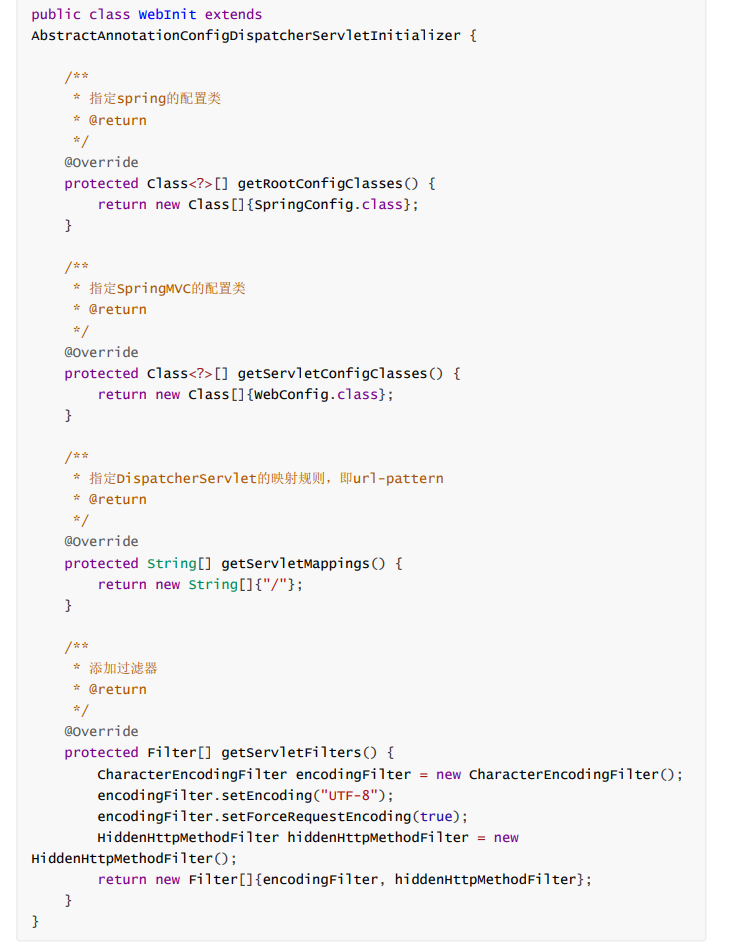 public class WebInit extends
AbstractAnnotationConfigDispatcherServletInitializer {
    /**
     * 指定spring的配置类
     * @return
     */
    @Override
    protected Class<?>[] getRootConfigClasses() {
        return new Class[]{SpringConfig.class};
    }
    /**
     * 指定SpringMVC的配置类
     * @return
     */
    @Override
    protected Class<?>[] getServletConfigClasses() {
        return new Class[]{WebConfig.class};
    }
    /**
     * 指定DispatcherServlet的映射规则，即url-pattern
     * @return
     */
    @Override
    protected String[] getServletMappings() {
        return new String[]{"/"};
    }
    /**
     * 添加过滤器
     * @return
     */
    @Override
    protected Filter[] getServletFilters() {
        CharacterEncodingFilter encodingFilter = new CharacterEncodingFilter();
        encodingFilter.setEncoding("UTF-8");
        encodingFilter.setForceRequestEncoding(true);
        HiddenHttpMethodFilter hiddenHttpMethodFilter = new
HiddenHttpMethodFilter();
        return new Filter[]{encodingFilter, hiddenHttpMethodFilter};
    }
}